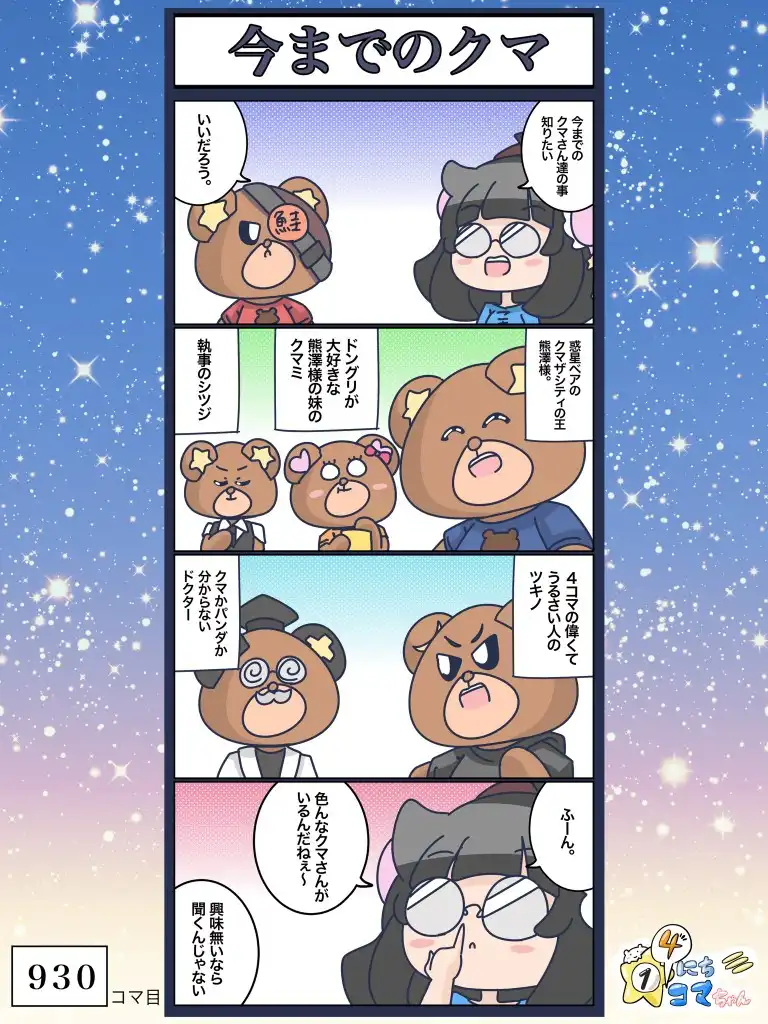 今までのクマ
今までの
クマさん達の事
知りたい
いいだろう。
鮭
惑星ベアの
クマザシティの王
熊澤様。
ドングリが
大好きな
熊澤様の妹の
クマミ
執事のシツジ
4コマの偉くて
うるさい人の
ツキノ
クマかパンダか
分からない
ドクター
ふーん。
色んなクマさんが
いるんだねぇ〜
興味無いなら
聞くんじゃない
930
コマ目
1
にち
4
コマ
ちゃん